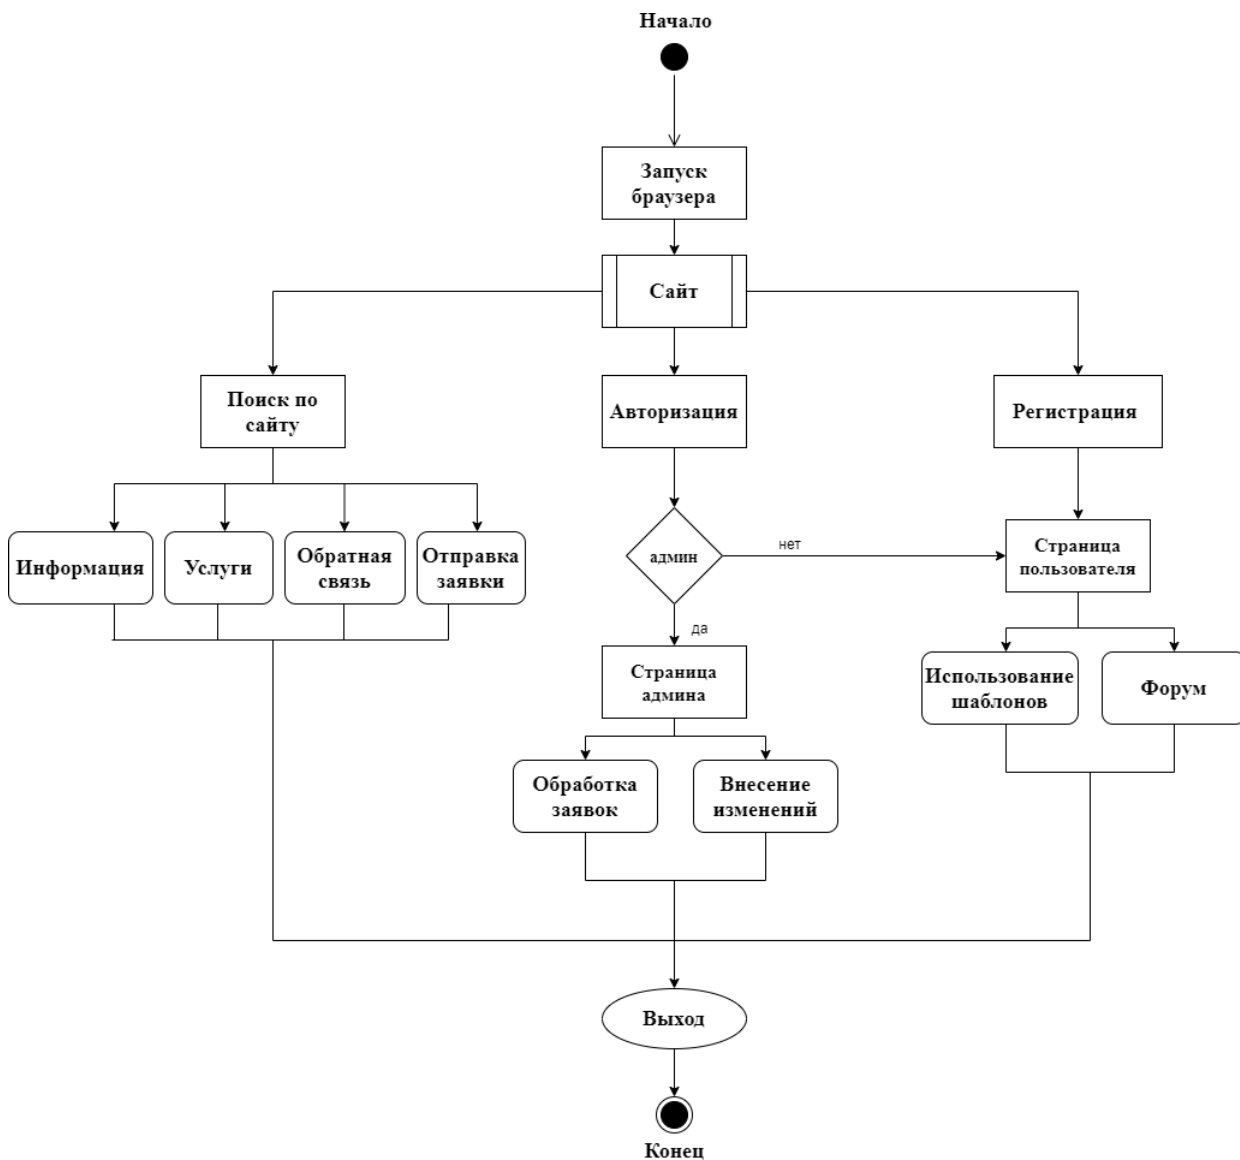 Начало
Запуск
браузера
Сайт
Поиск по
сайту
Авторизация
Регистрация
Информация
Услуги
Обратная
связь
Отправка
заявки
админ
нет
Страница
пользователя
да
Страница
админа
Использование
шаблонов
Форум
Обработка
заявок
Внесение
изменений
Выход
Конец